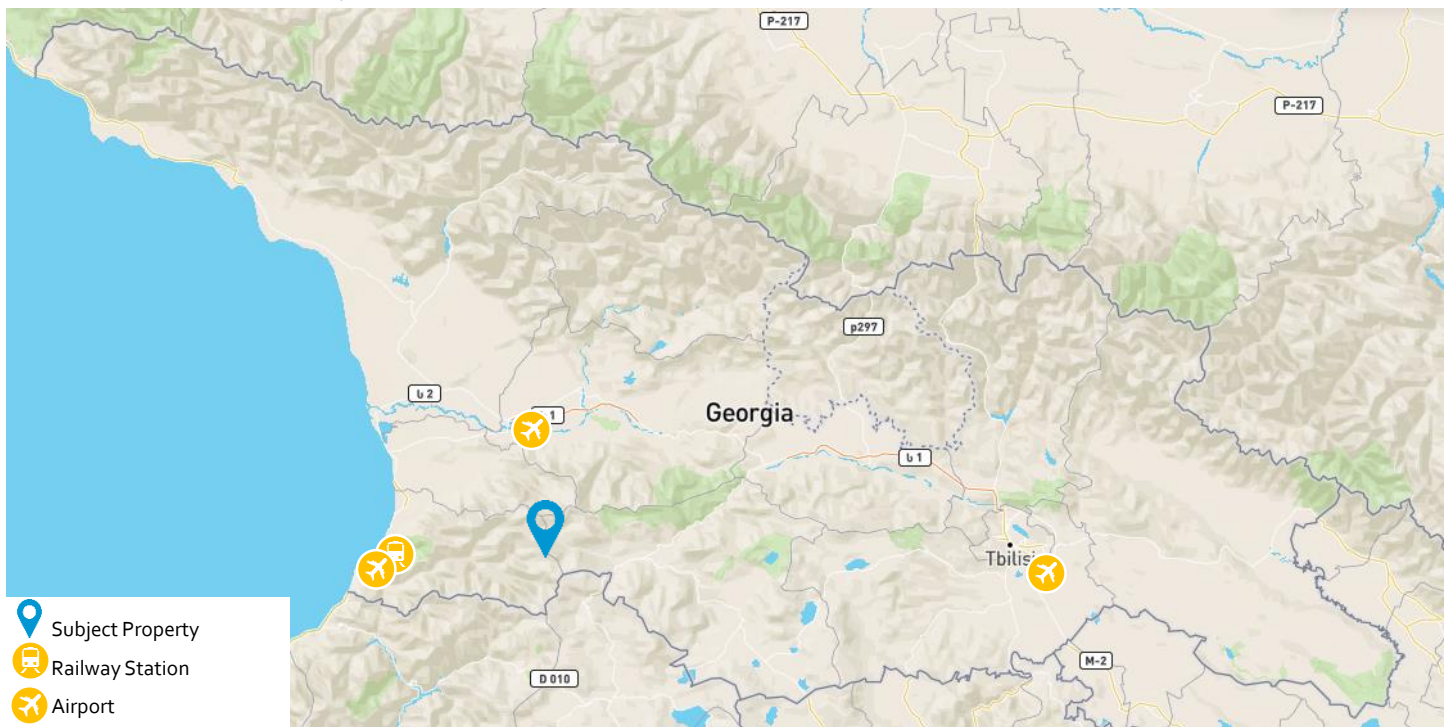 P-217
P-217
p297
ს 2
1
Georgia
ს 1
Tbilisi
Subject Property
Railway Station
D 010
M-2
Airport